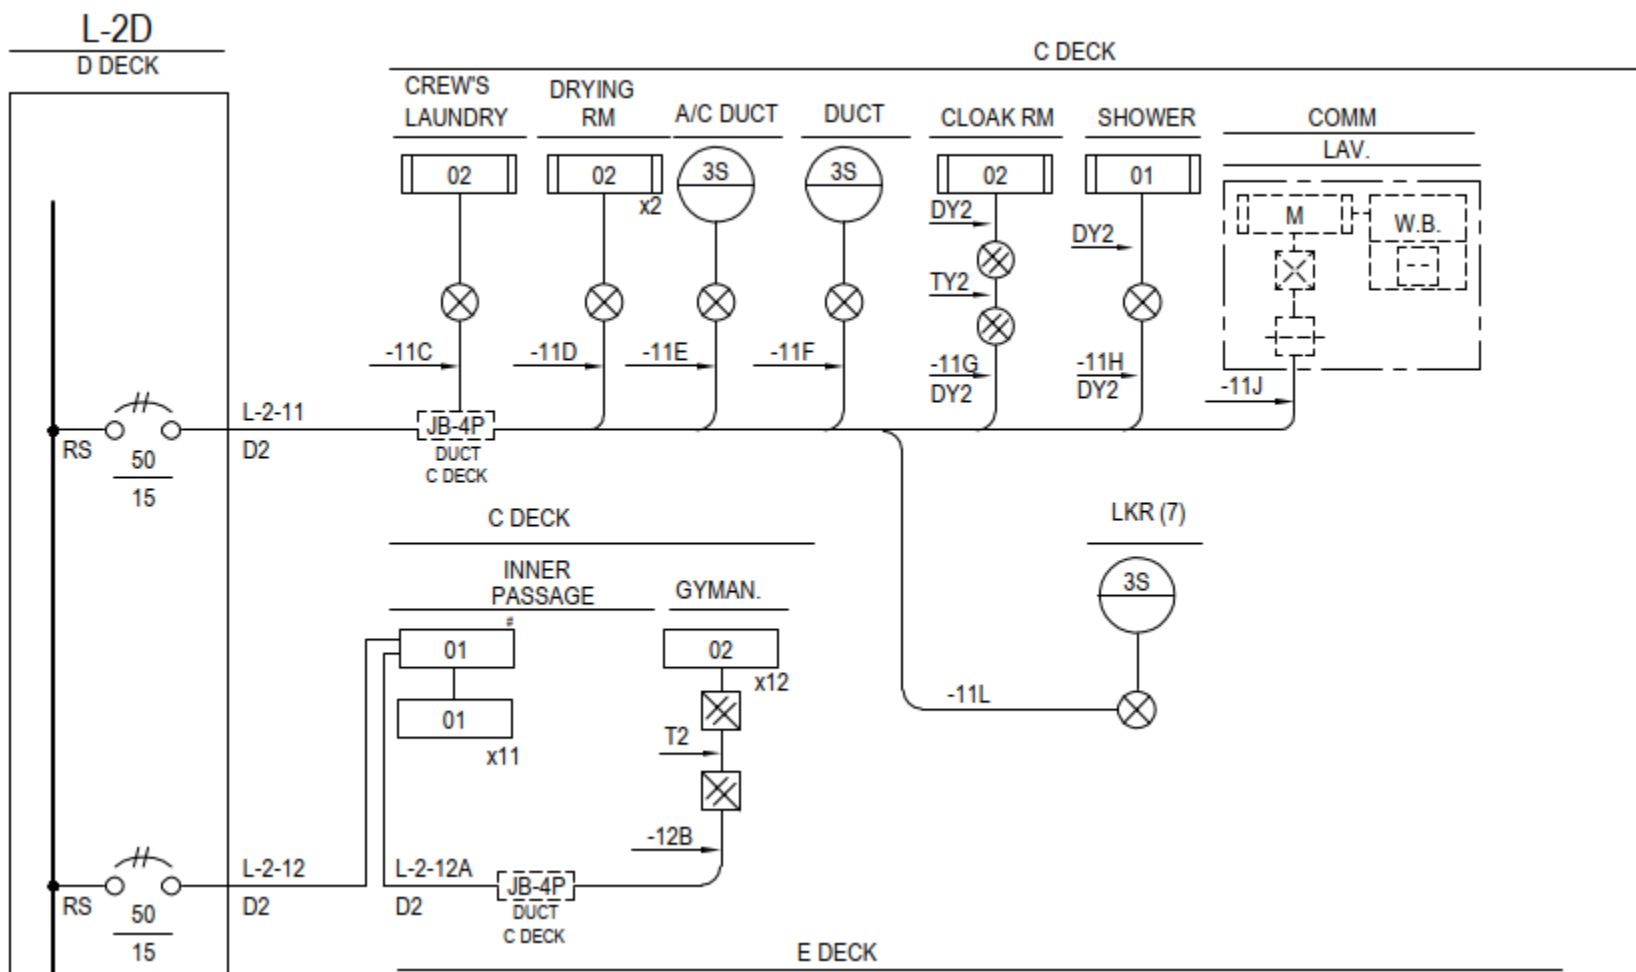 L-2D
D DECK
C DECK
CREW'S
LAUNDRY
DRYING
RM
A/C DUCT
DUCT
CLOAK RM
SHOWER
COMM
LAV.
02
02
x2
3S
3S
02
01
M
W.B.
DY2
DY2
TY2
-11C
-11D
-11E
-11F
-11G
DY2
-11H
DY2
-11J
L-2-11
D2
JB-4P
DUCT
C DECK
RS
50
15
C DECK
INNER
PASSAGE
GYMAN.
LKR (7)
3S
#
01
02
x12
01
x11
T2
-11L
-12B
L-2-12
D2
L-2-12A
D2
JB-4P
DUCT
C DECK
RS
50
15
E DECK